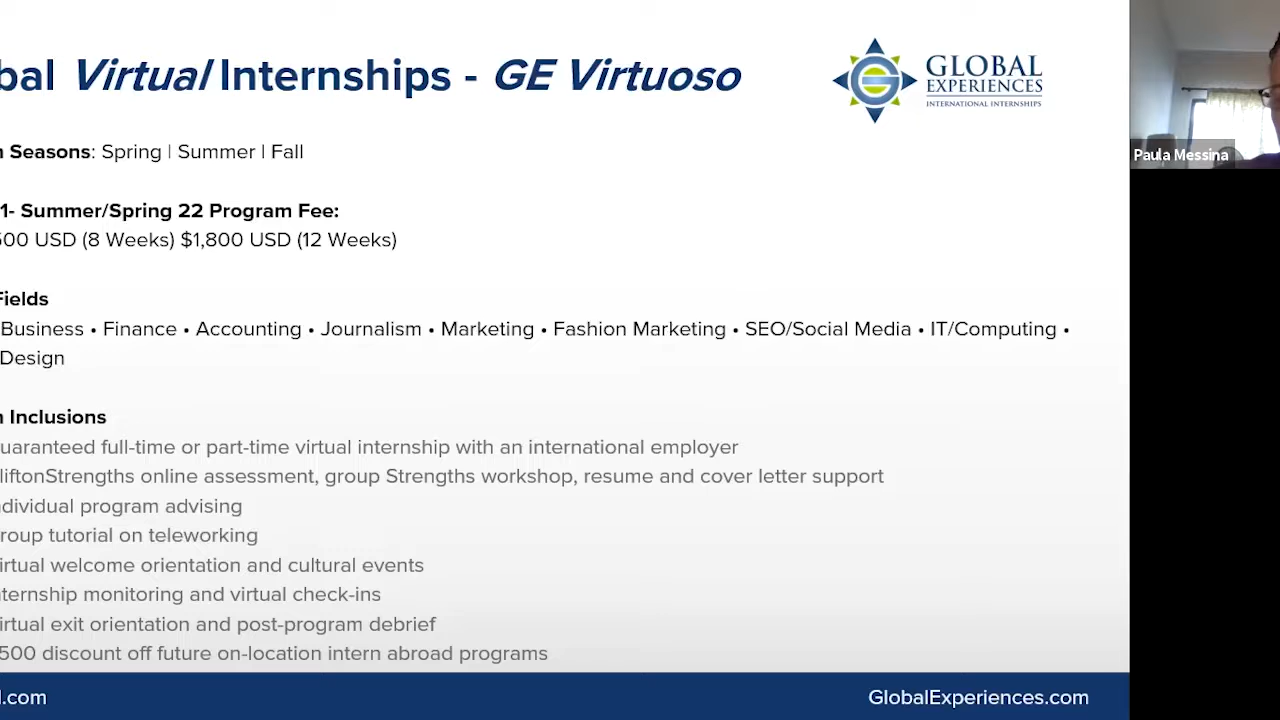 bal Virtual Internships - GE Virtuoso
GLOBAL
EXPERIENCES
INTERNATIONAL INTERNSHIPS
Paula Messina
n Seasons: Spring | Summer | Fall
1- Summer/Spring 22 Program Fee:
500 USD (8 Weeks) $1,800 USD (12 Weeks)
Fields
Business • Finance • Accounting • Journalism • Marketing • Fashion Marketing • SEO/Social Media • IT/Computing •
Design
n Inclusions
uaranteed full-time or part-time virtual internship with an international employer
liftonStrengths online assessment, group Strengths workshop, resume and cover letter support
ndividual program advising
roup tutorial on teleworking
irtual welcome orientation and cultural events
nternship monitoring and virtual check-ins
irtual exit orientation and post-program debrief
500 discount off future on-location intern abroad programs
l.com
GlobalExperiences.com